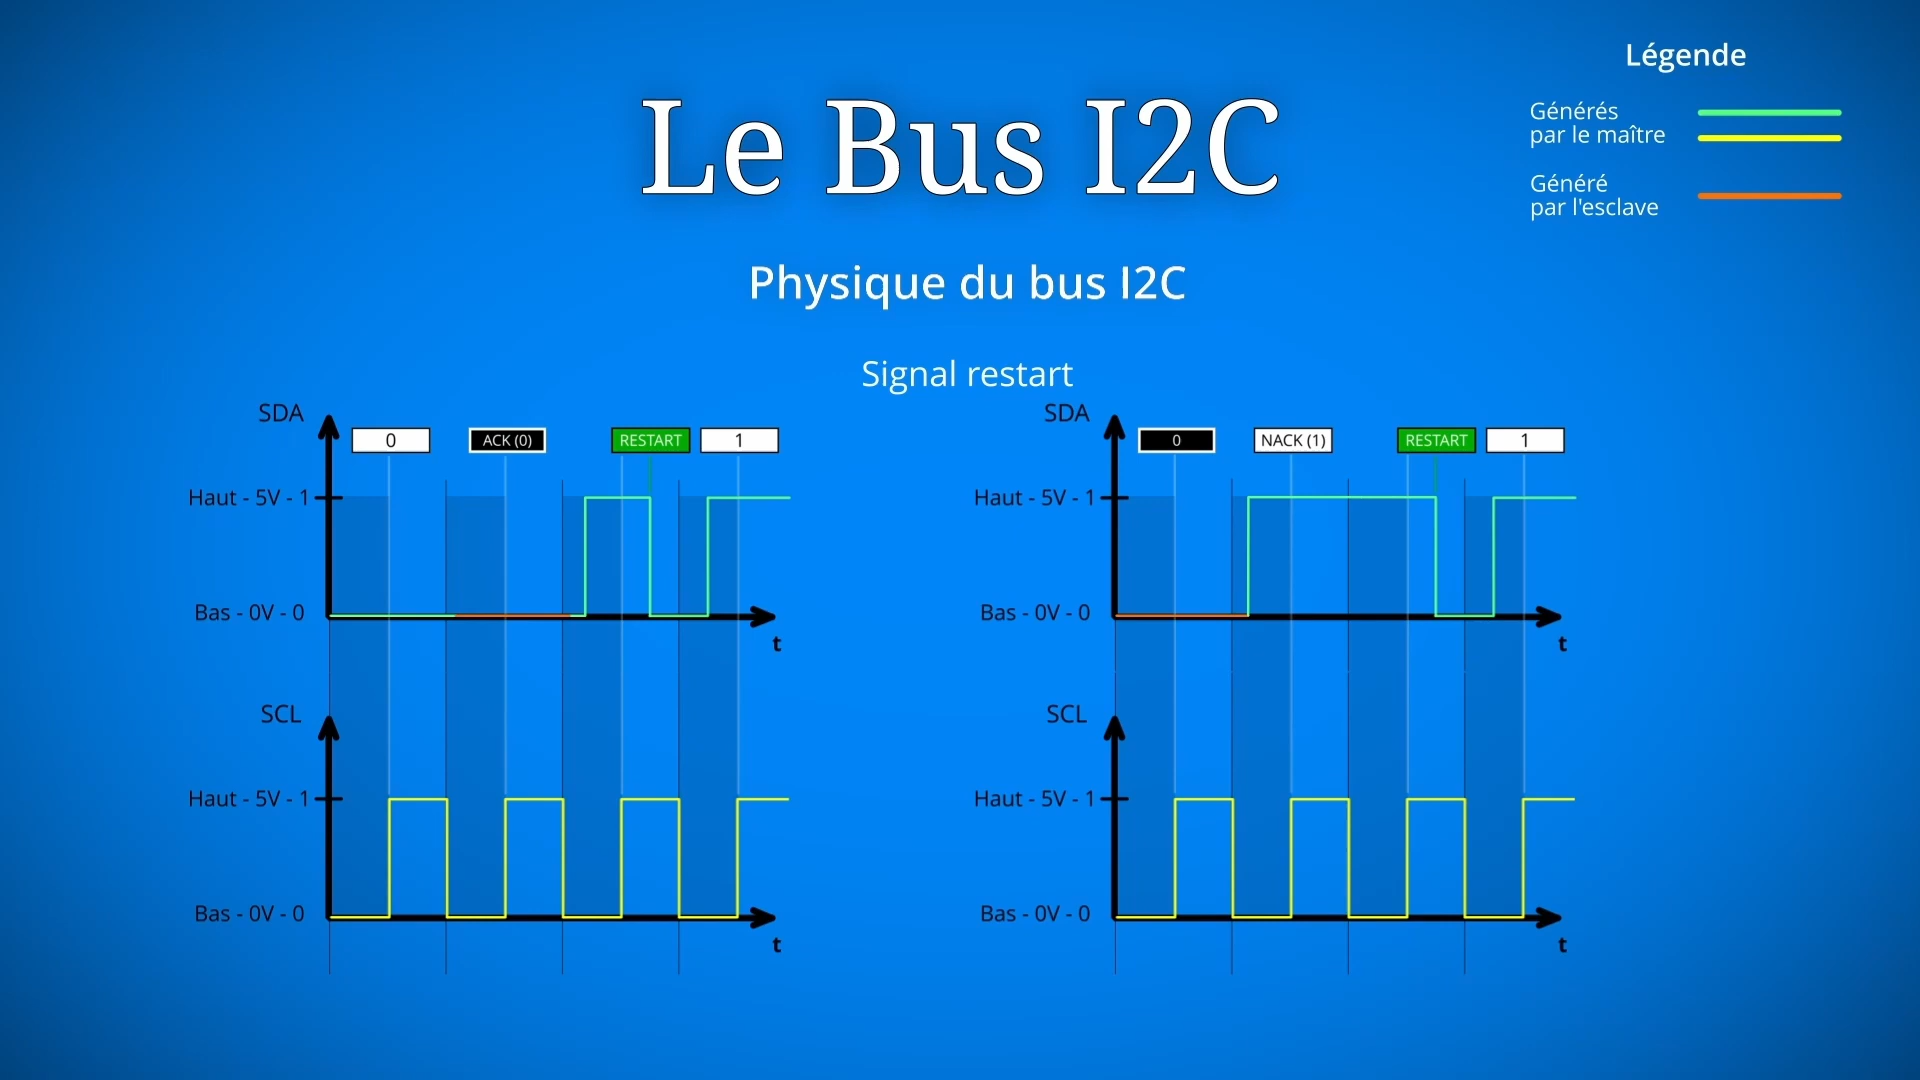 Légende
Générés
par le maître
Généré
par l'esclave
Le Bus I2C
Physique du bus I2C
Signal restart
SDA
0
ACK (0)
RESTART
1
Haut - 5V - 1
Bas - 0V - 0
t
SCL
Haut - 5V - 1
Bas - 0V - 0
t
SDA
0
NACK (1)
RESTART
1
Haut - 5V - 1
Bas - 0V - 0
t
SCL
Haut - 5V - 1
Bas - 0V - 0
t